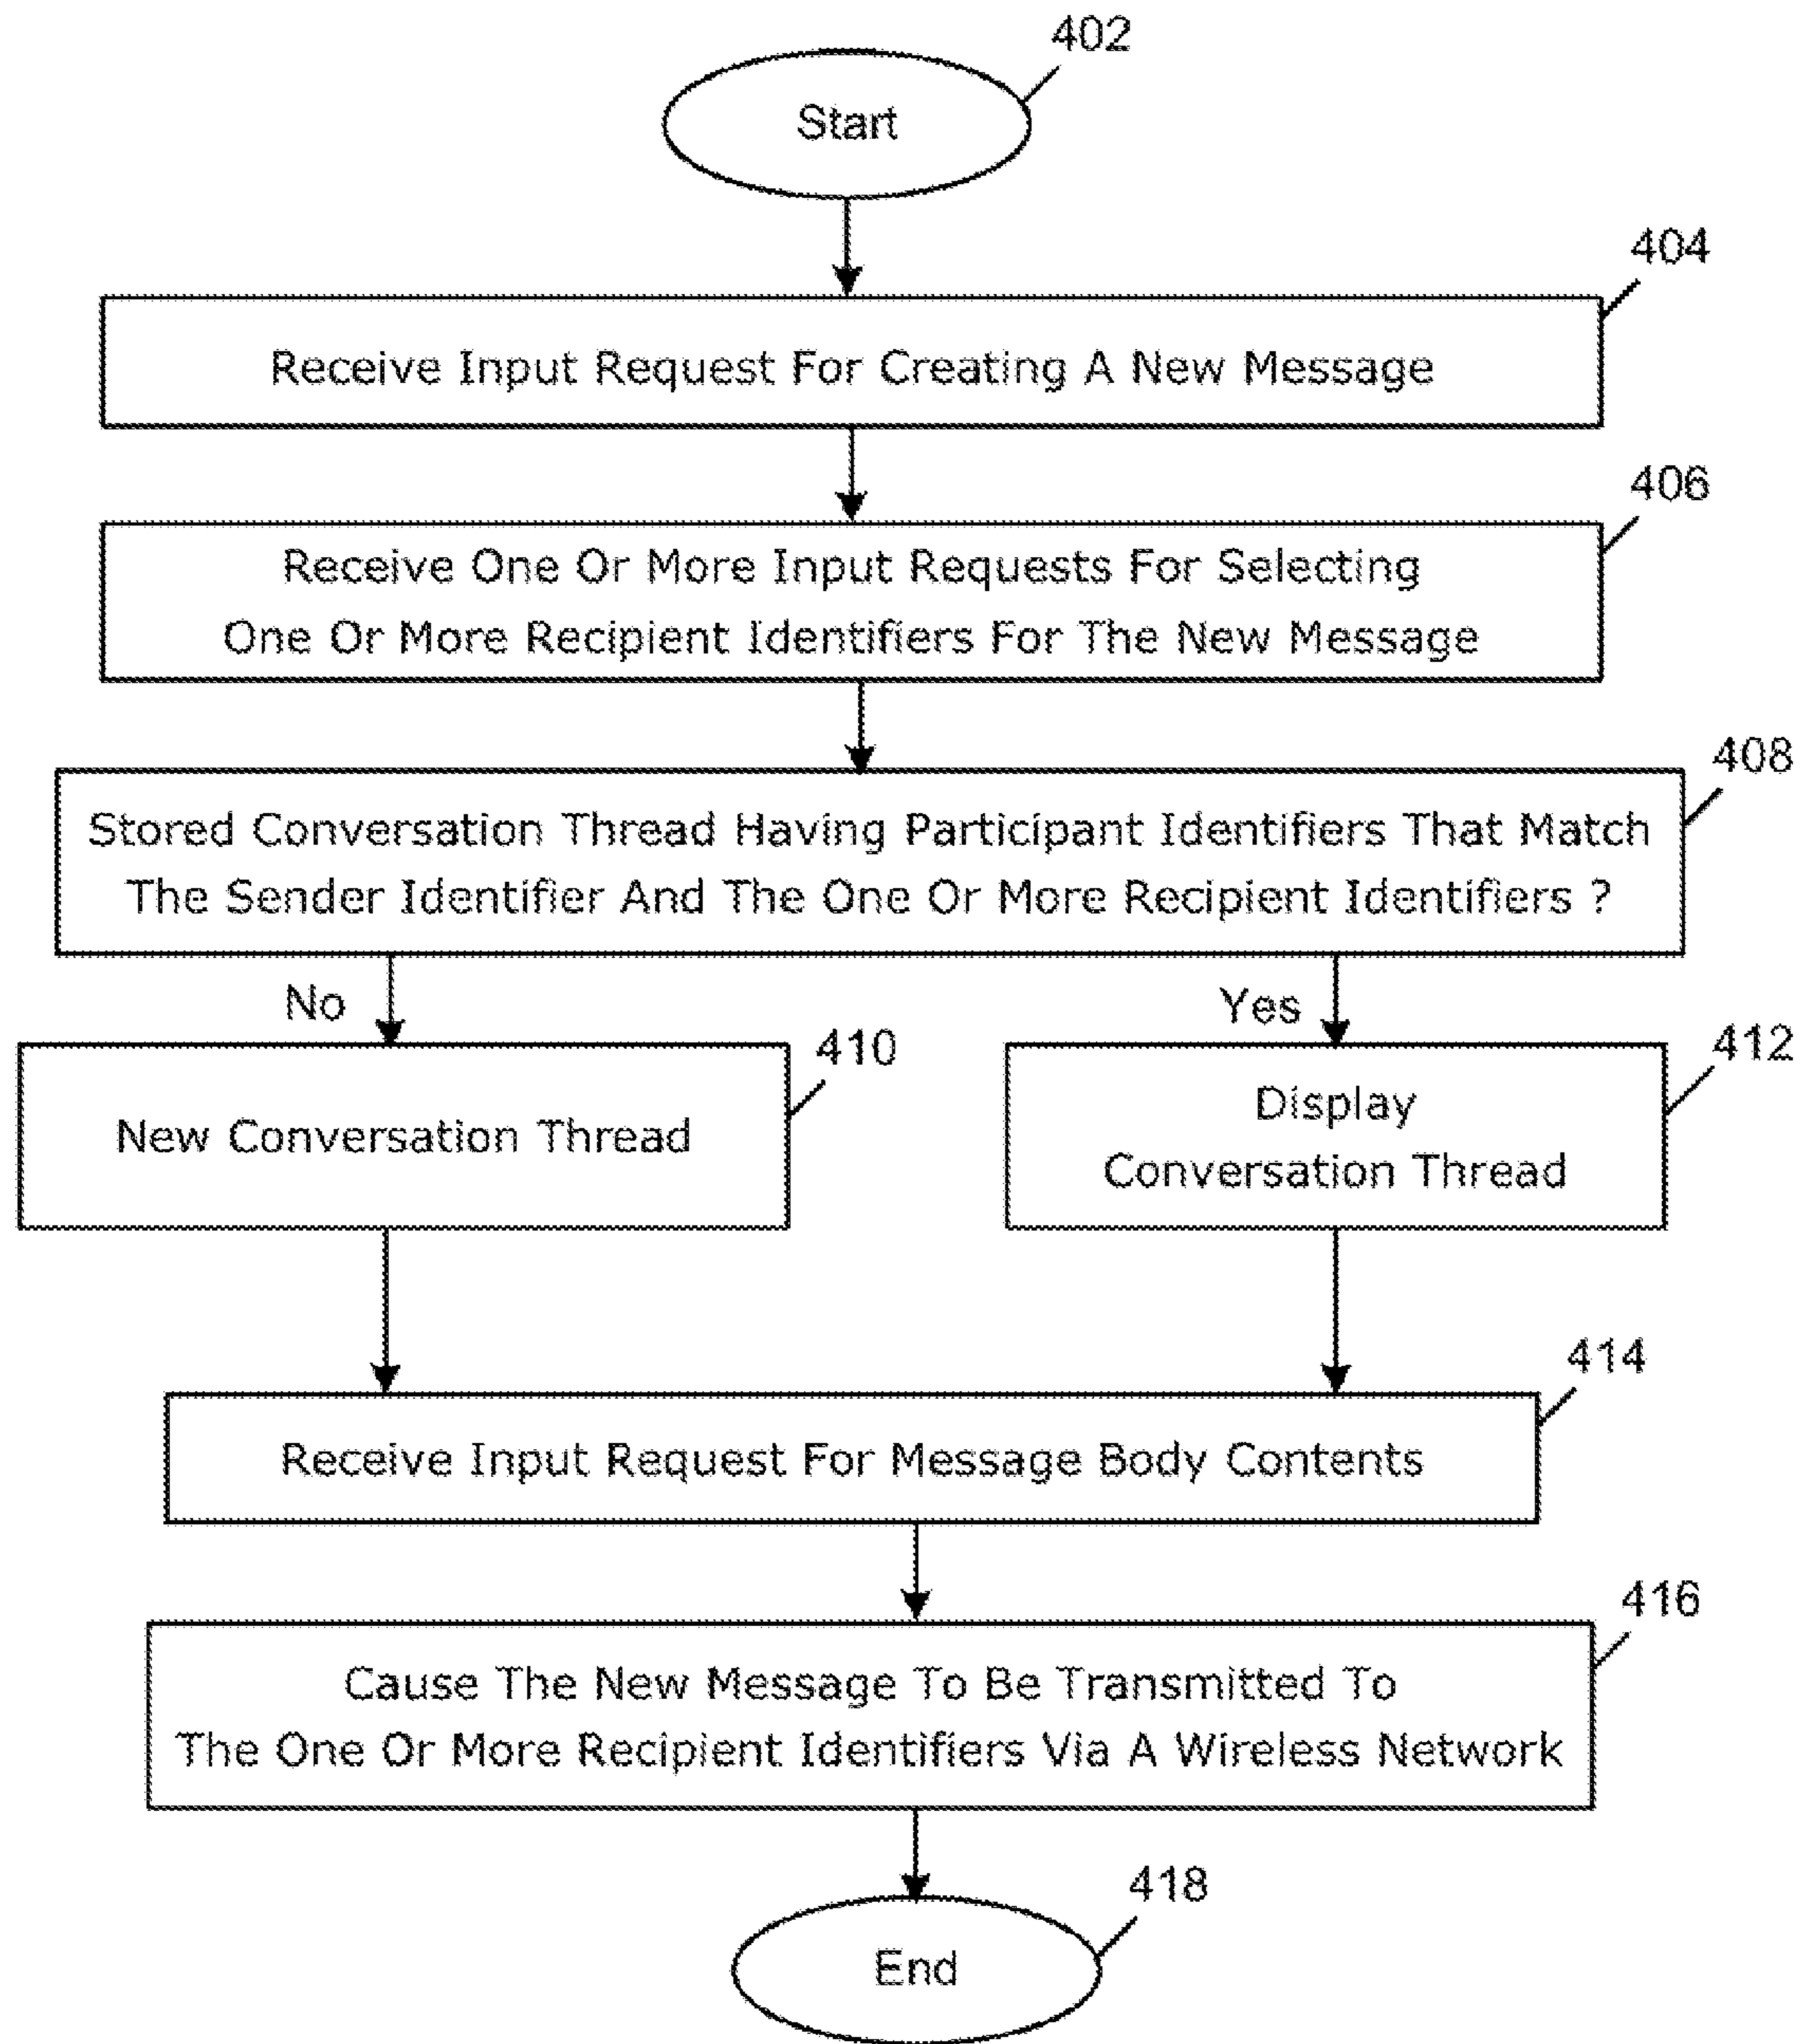 402
Start
404
Receive Input Request For Creating A New Message
406
Receive One Or More Input Requests For Selecting
One Or More Recipient Identifiers For The New Message
408
Stored Conversation Thread Having Participant Identifiers That Match
The Sender Identifier And The One Or More Recipient Identifiers ?
No
Yes
410
New Conversation Thread
412
Display
Conversation Thread
414
Receive Input Request For Message Body Contents
416
Cause The New Message To Be Transmitted To
The One Or More Recipient Identifiers Via A Wireless Network
418
End